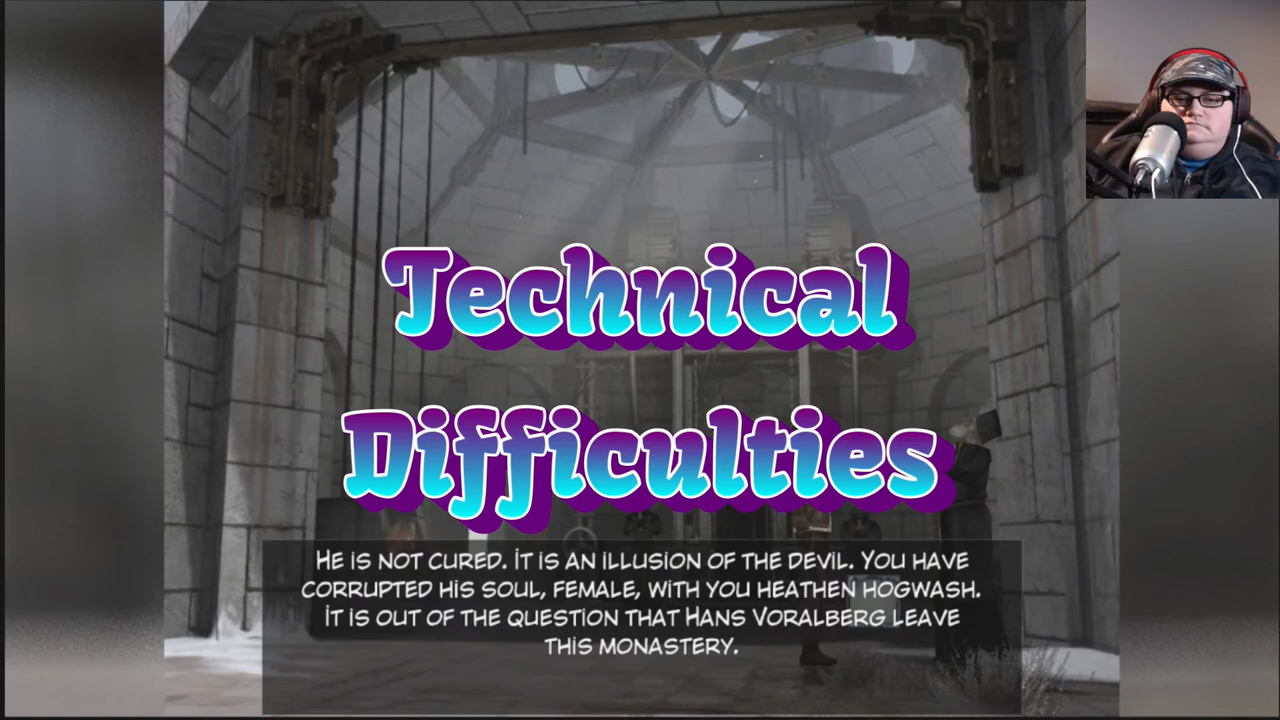 Technical
Difficulties
He is not cured. It is an illusion of the devil. You have
corrupted his soul, female, with you heathen hogwash.
It is out of the question that Hans Voralberg leave
this monastery.